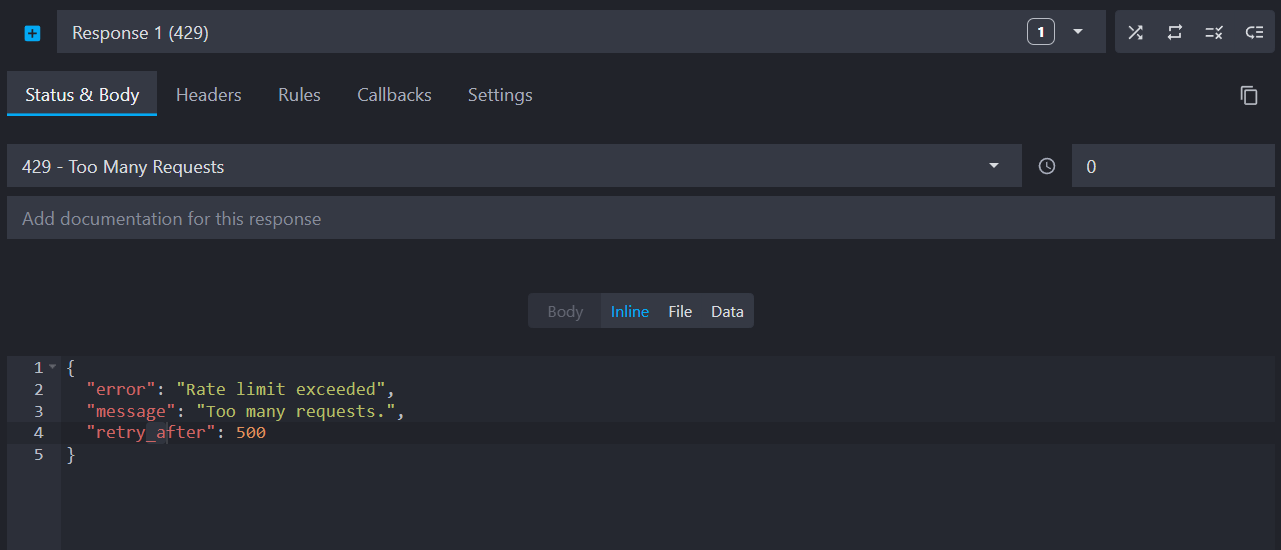 Response 1 (429) 1
Status & Body Headers Rules Callbacks Settings
429 - Too Many Requests 0
Add documentation for this response
Body Inline File Data
1 {
2 "error": "Rate limit exceeded",
3 "message": "Too many requests.",
4 "retry_after": 500
5 }